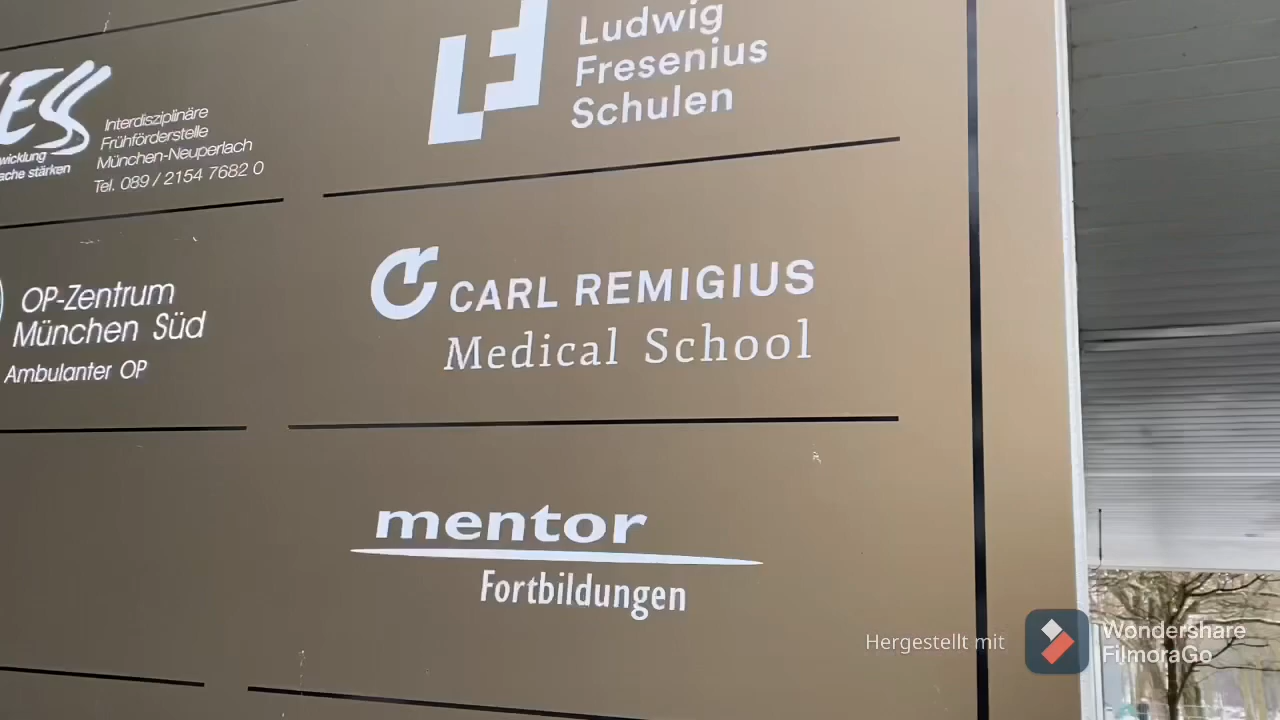 ESS
Interdisziplinäre
Frühförderstelle
München-Neuperlach
Tel. 089 / 2154 7682 0
OP-Zentrum
München Süd
Ambulanter OP
Ludwig
Fresenius
Schulen
CARL REMIGIUS
Medical School
mentor
Fortbildungen
Hergestellt mit
Wondershare
FilmoraGo